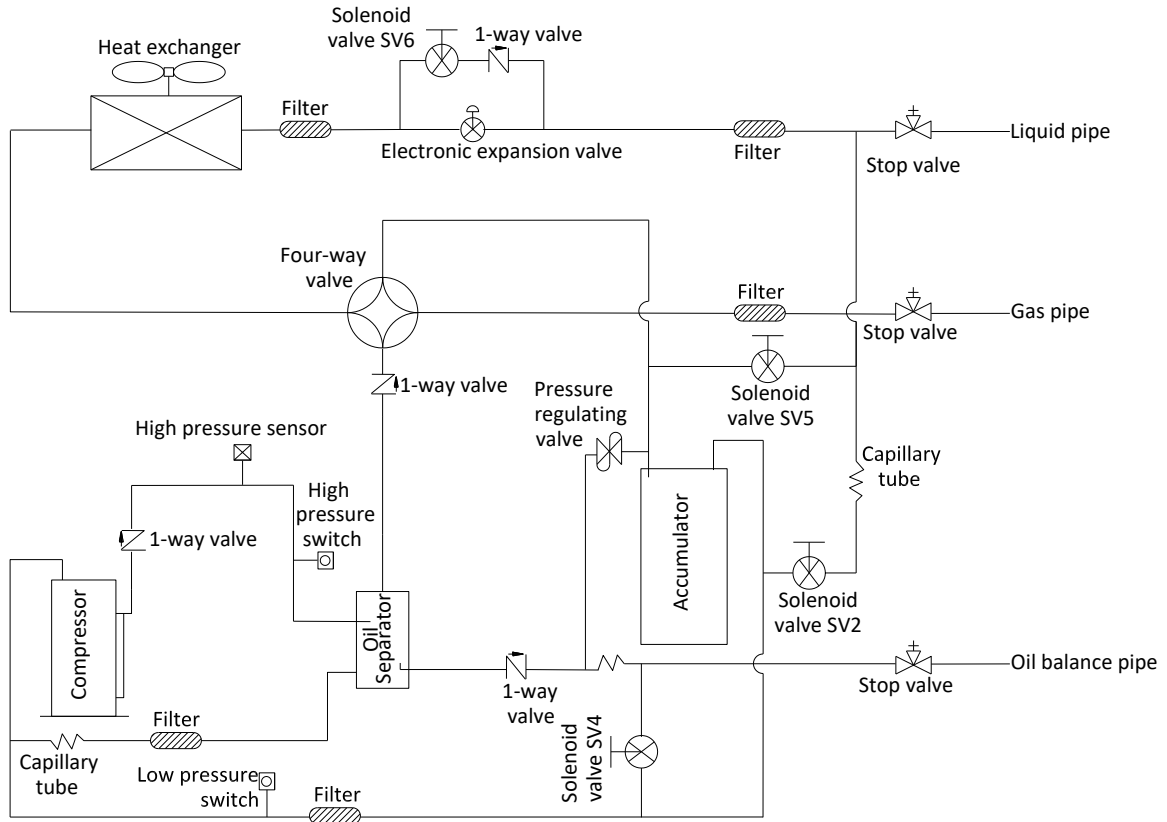 Solenoid
valve SV6
1-way valve
Heat exchanger
Filter
Electronic expansion valve
Filter
Stop valve
Liquid pipe
Four-way
valve
Filter
Stop valve
Gas pipe
1-way valve
Pressure
regulating
valve
Solenoid
valve SV5
High pressure sensor
High
pressure
switch
1-way valve
Capillary
tube
Accumulator
Solenoid
valve SV2
Compressor
Oil
Separator
1-way
valve
Stop valve
Oil balance pipe
Filter
Capillary
tube
Solenoid
valve SV4
Low pressure
switch
Filter